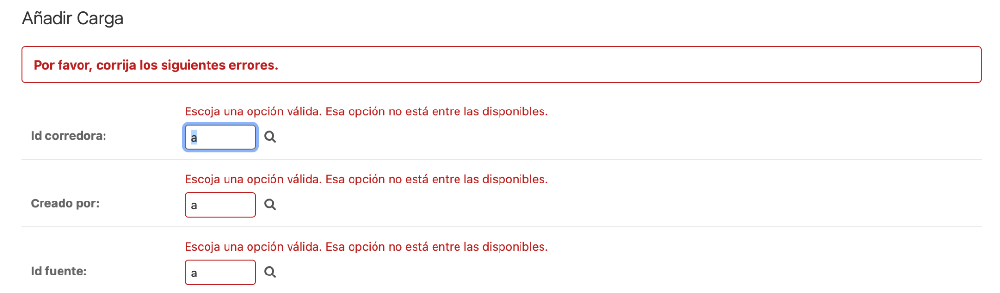 Añadir Carga
Por favor, corrija los siguientes errores.
Escoja una opción válida. Esa opción no está entre las disponibles.
Id corredora: a
Escoja una opción válida. Esa opción no está entre las disponibles.
Creado por: a
Escoja una opción válida. Esa opción no está entre las disponibles.
Id fuente: a